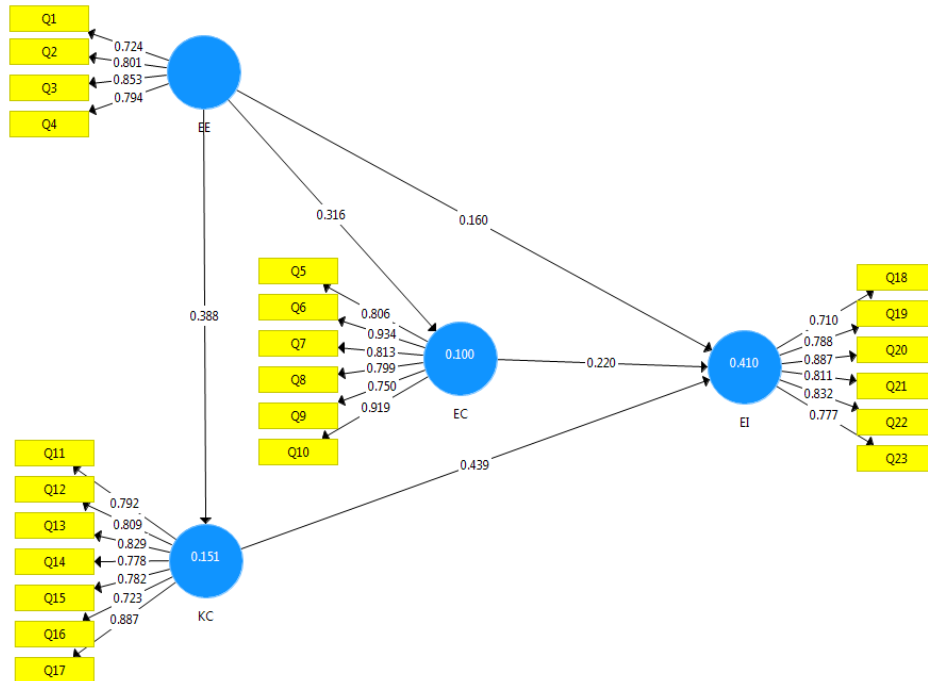 Q1
Q2
Q3
Q4
0.724
0.801
0.853
0.794
EE
0.316
0.160
0.388
Q5
Q6
Q7
Q8
Q9
Q10
0.806
0.934
0.813
0.799
0.750
0.919
0.100
EC
0.220
0.410
EI
Q18
Q19
Q20
Q21
Q22
Q23
0.710
0.788
0.887
0.811
0.832
0.777
0.439
Q11
Q12
Q13
Q14
Q15
Q16
Q17
0.792
0.809
0.829
0.778
0.782
0.723
0.887
0.151
KC